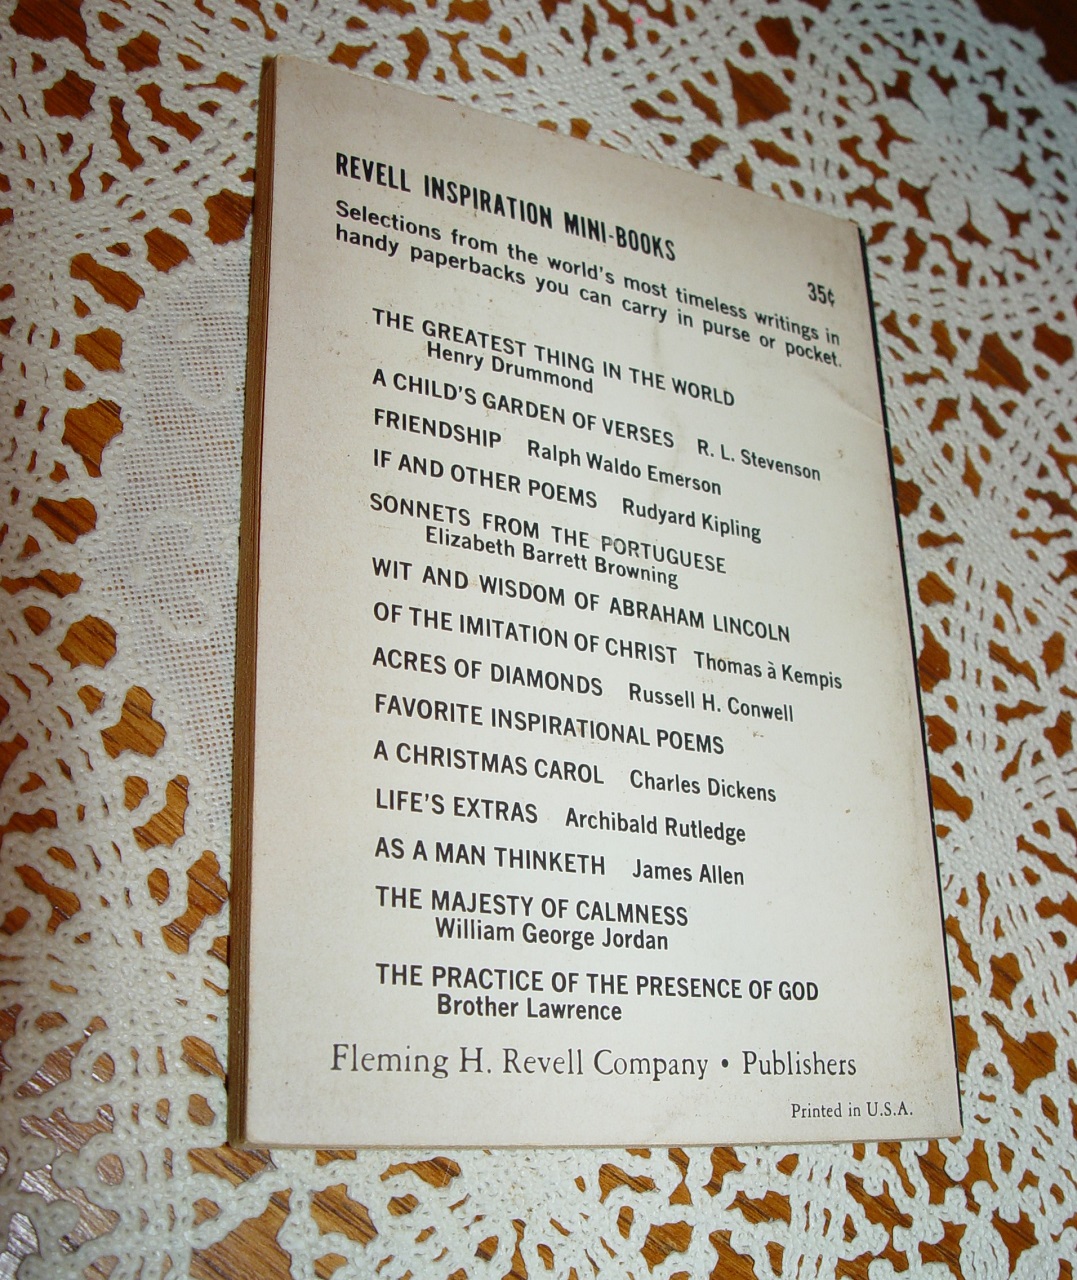 REVELL INSPIRATION MINI-BOOKS
35¢
Selections from the world's most timeless writings in
handy paperbacks you can carry in purse or pocket.
THE GREATEST THING IN THE WORLD
Henry Drummond
A CHILD'S GARDEN OF VERSES R. L. Stevenson
FRIENDSHIP Ralph Waldo Emerson
IF AND OTHER POEMS Rudyard Kipling
SONNETS FROM THE PORTUGUESE
Elizabeth Barrett Browning
WIT AND WISDOM OF ABRAHAM LINCOLN
OF THE IMITATION OF CHRIST Thomas à Kempis
ACRES OF DIAMONDS Russell H. Conwell
FAVORITE INSPIRATIONAL POEMS
A CHRISTMAS CAROL Charles Dickens
LIFE'S EXTRAS Archibald Rutledge
AS A MAN THINKETH James Allen
THE MAJESTY OF CALMNESS
William George Jordan
THE PRACTICE OF THE PRESENCE OF GOD
Brother Lawrence
Fleming H. Revell Company • Publishers
Printed in U.S.A.